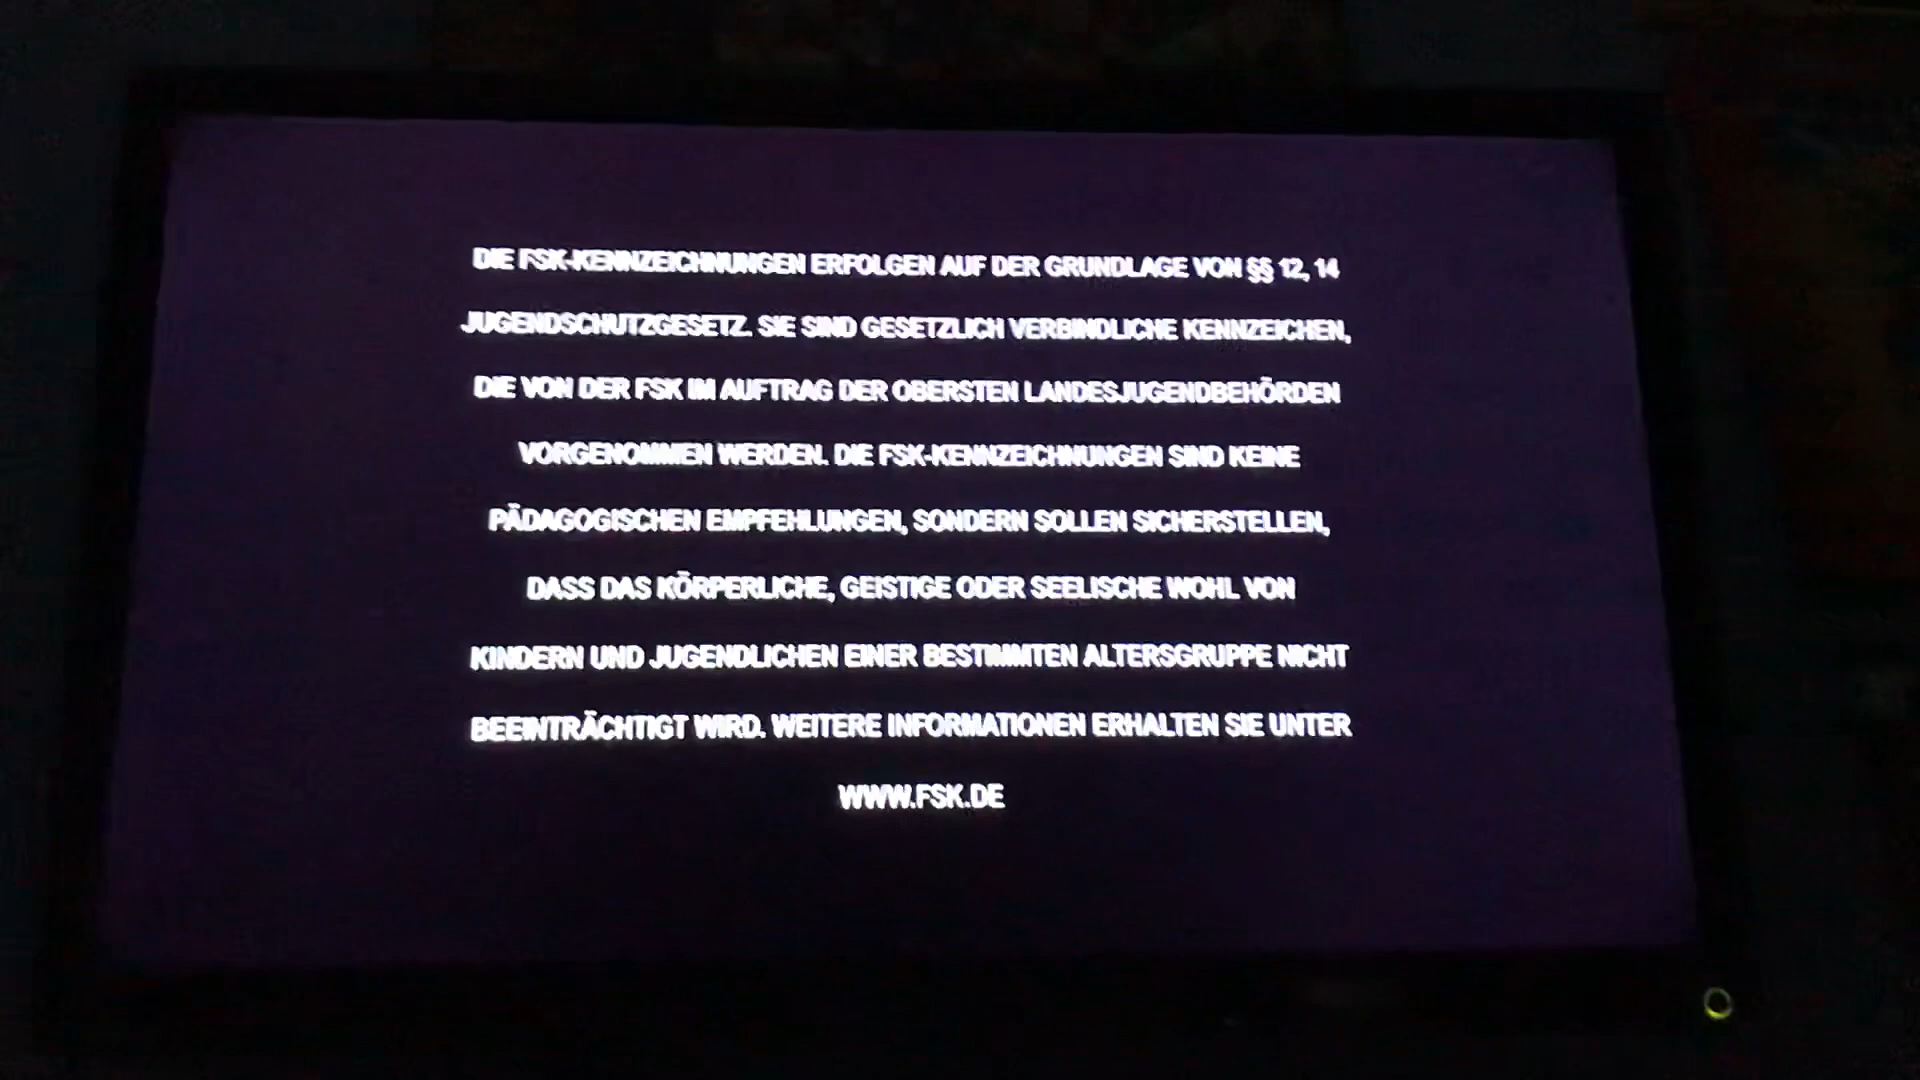 DIE FSK-KENNZEICHNUNGEN ERFOLGEN AUF DER GRUNDLAGE VON §§ 12, 14
JUGENDSCHUTZGESETZ. SIE SIND GESETZLICH VERBINDLICHE KENNZEICHEN,
DIE VON DER FSK IM AUFTRAG DER OBERSTEN LANDESJUGENDBEHÖRDEN
VORGENOMMEN WERDEN. DIE FSK-KENNZEICHNUNGEN SIND KEINE
PÄDAGOGISCHEN EMPFEHLUNGEN, SONDERN SOLLEN SICHERSTELLEN,
DASS DAS KÖRPERLICHE, GEISTIGE ODER SEELISCHE WOHL VON
KINDERN UND JUGENDLICHEN EINER BESTIMMTEN ALTERSGRUPPE NICHT
BEEINTRÄCHTIGT WIRD. WEITERE INFORMATIONEN ERHALTEN SIE UNTER
WWW.FSK.DE